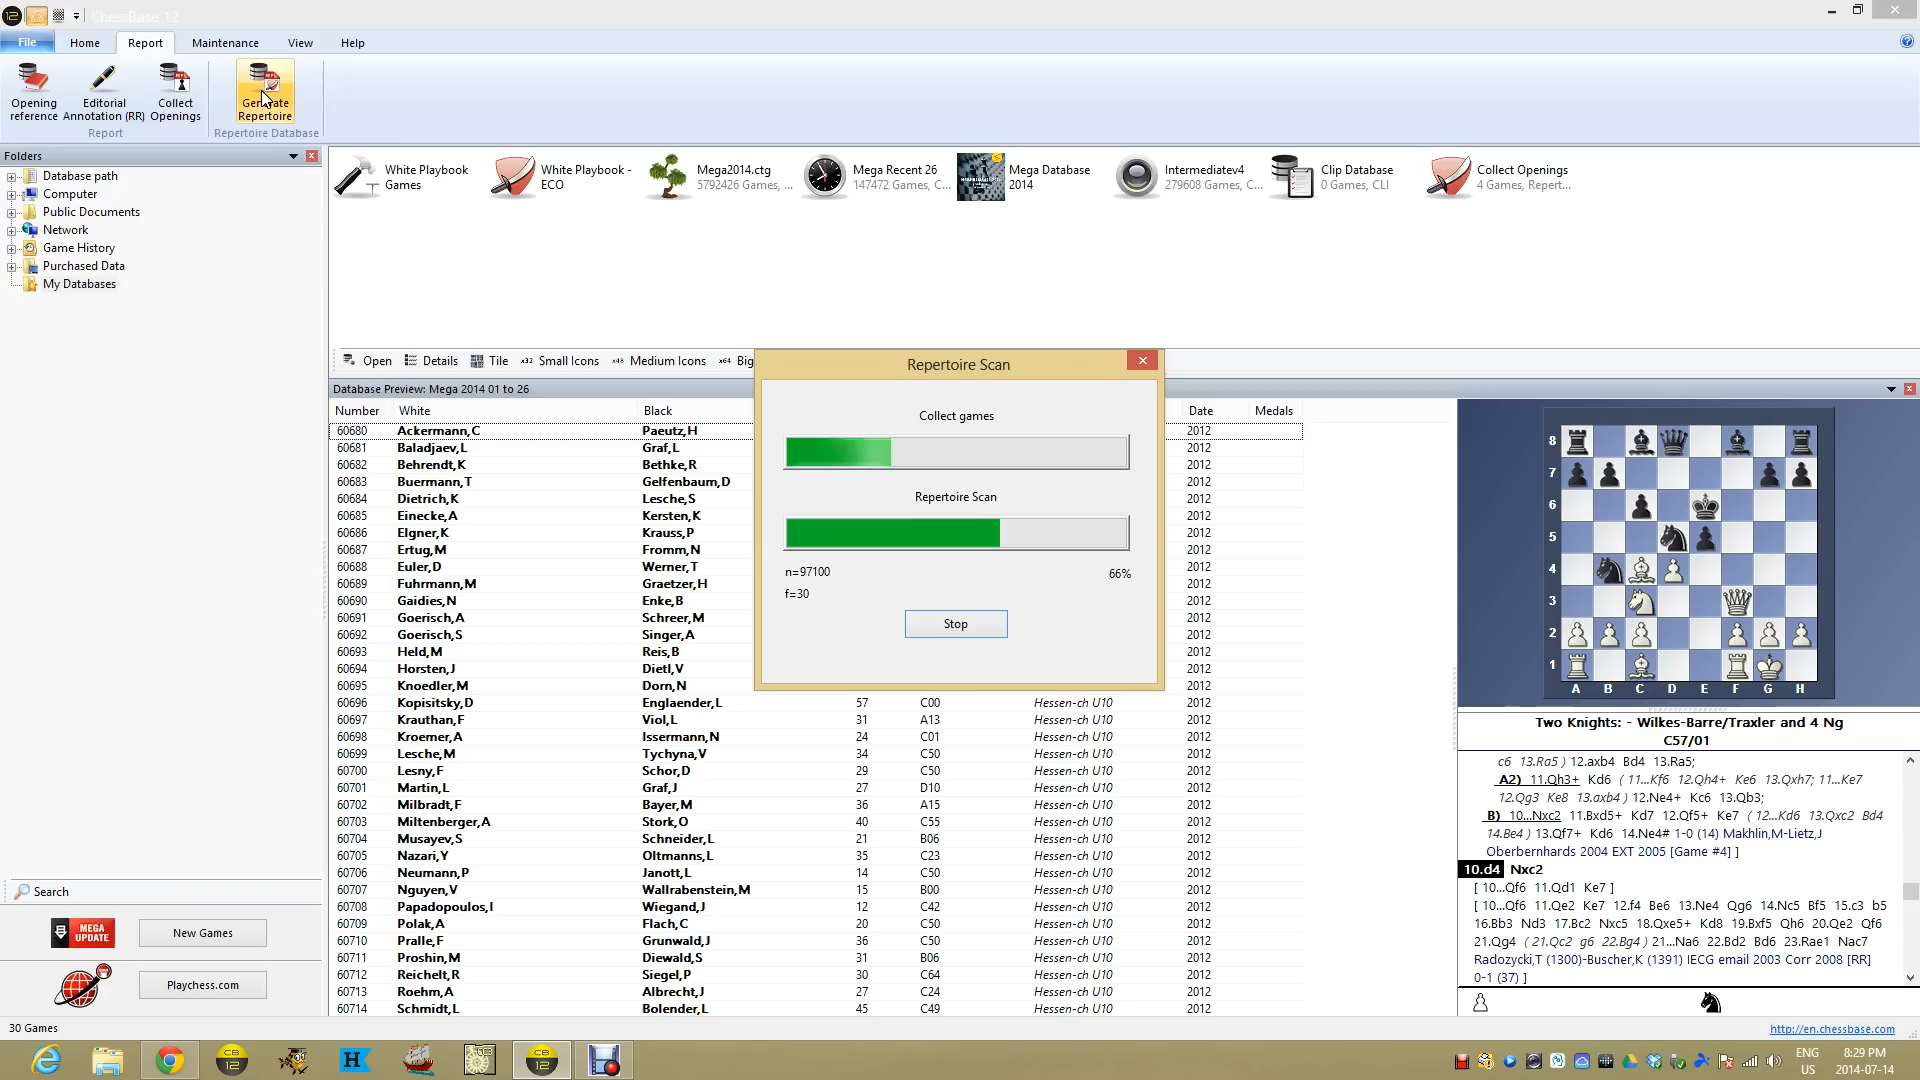 ChessBase 12
File Home Report Maintenance View Help
Opening reference
Editorial Annotation (RR)
Collect Openings
Generate Repertoire
Report
Repertoire Database
Folders
Database path
Computer
Public Documents
Network
Game History
Purchased Data
My Databases
White Playbook Games
White Playbook - ECO
Mega2014.ctg
5792426 Games, ...
Mega Recent 26
147472 Games, C...
Mega Database 2014
Intermediatev4
279608 Games, C...
Clip Database
0 Games, CLI
Collect Openings
4 Games, Repert...
Open Details Tile x32 Small Icons x48 Medium Icons x64 Big
Database Preview: Mega 2014 01 to 26
Number White Black Date Medals
60680 Ackermann,C Paeutz,H 2012
60681 Baladjaev,L Graf,L 2012
60682 Behrendt,K Bethke,R 2012
60683 Buermann,T Gelfenbaum,D 2012
60684 Dietrich,K Lesche,S 2012
60685 Einecke,A Kersten,K 2012
60686 Elgner,K Krauss,P 2012
60687 Ertug,M Fromm,N 2012
60688 Euler,D Werner,T 2012
60689 Fuhrmann,M Graetzer,H 2012
60690 Gaidies,N Enke,B 2012
60691 Goerisch,A Schreer,M 2012
60692 Goerisch,S Singer,A 2012
60693 Held,M Reis,B 2012
60694 Horsten,J Dietl,V 2012
60695 Knoedler,M Dorn,N 2012
60696 Kopisitsky,D Englaender,L 57 C00 Hessen-ch U10 2012
60697 Krauthan,F Viol,L 31 A13 Hessen-ch U10 2012
60698 Kroemer,A Issermann,N 24 C01 Hessen-ch U10 2012
60699 Lesche,M Tychyna,V 34 C50 Hessen-ch U10 2012
60700 Lesny,F Schor,D 29 C50 Hessen-ch U10 2012
60701 Martin,L Graf,J 27 D10 Hessen-ch U10 2012
60702 Milbradt,F Bayer,M 36 A15 Hessen-ch U10 2012
60703 Miltenberger,A Stork,O 40 C55 Hessen-ch U10 2012
60704 Musayev,S Schneider,L 21 B06 Hessen-ch U10 2012
60705 Nazari,Y Oltmanns,L 35 C23 Hessen-ch U10 2012
60706 Neumann,P Janott,L 14 C50 Hessen-ch U10 2012
60707 Nguyen,V Wallrabenstein,M 15 B00 Hessen-ch U10 2012
60708 Papadopoulos,I Wiegand,J 12 C42 Hessen-ch U10 2012
60709 Polak,A Flach,C 20 C50 Hessen-ch U10 2012
60710 Pralle,F Grunwald,J 36 C50 Hessen-ch U10 2012
60711 Proshin,M Diewald,S 31 B06 Hessen-ch U10 2012
60712 Reichelt,R Siegel,P 30 C64 Hessen-ch U10 2012
60713 Roehm,A Albrecht,J 27 C24 Hessen-ch U10 2012
60714 Schmidt,L Bolender,L 45 C49 Hessen-ch U10 2012
Repertoire Scan
Collect games
Repertoire Scan
n=97100 66%
f=30
Stop
8
7
6
5
4
3
2
1
A B C D E F G H
Two Knights: - Wilkes-Barre/Traxler and 4 Ng
C57/01
c6 13.Ra5 ) 12.axb4 Bd4 13.Ra5;
A2) 11.Qh3+ Kd6 ( 11...Kf6 12.Qh4+ Ke6 13.Qxh7; 11...Ke7
12.Qg3 Ke8 13.axb4 ) 12.Ne4+ Kc6 13.Qb3;
B) 10...Nxc2 11.Bxd5+ Kd7 12.Qf5+ Ke7 ( 12...Kd6 13.Qxc2 Bd4
14.Be4 ) 13.Qf7+ Kd6 14.Ne4# 1-0 (14) Makhlin,M-Lietz,J
Oberbernhards 2004 EXT 2005 [Game #4] ]
10.d4 Nxc2
[ 10...Qf6 11.Qd1 Ke7 ]
[ 10...Qf6 11.Qe2 Ke7 12.f4 Be6 13.Ne4 Qg6 14.Nc5 Bf5 15.c3 b5
16.Bb3 Nd3 17.Bc2 Nxc5 18.Qxe5+ Kd8 19.Bxf5 Qh6 20.Qe2 Qf6
21.Qg4 ( 21.Qc2 g6 22.Bg4 ) 21...Na6 22.Bd2 Bd6 23.Rae1 Nac7
Radozycki,T (1300)-Buscher,K (1391) IECG email 2003 Corr 2008 [RR]
0-1 (37) ]
Search
MEGA UPDATE
New Games
Playchess.com
30 Games
http://en.chessbase.com
CB 12
H
CB 12
ENG
US
8:29 PM
2014-07-14